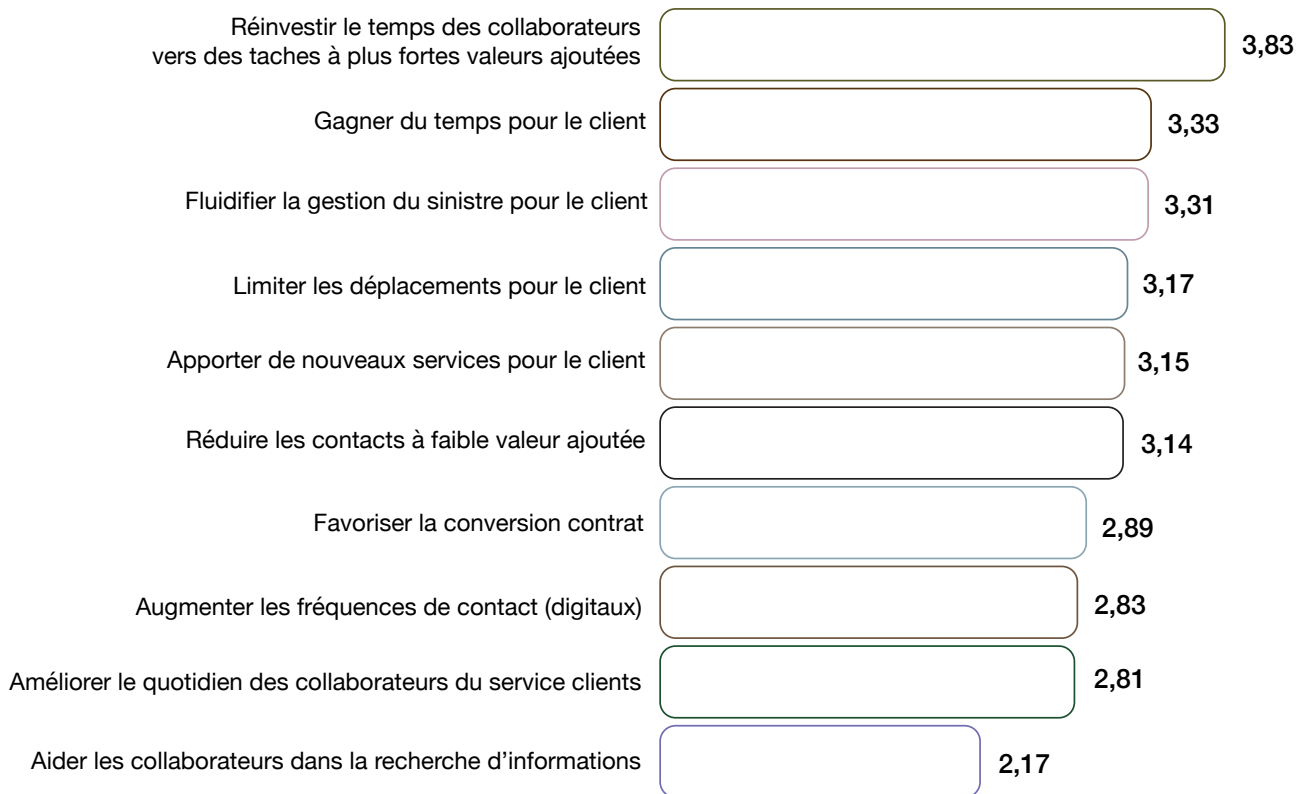 Réinvestir le temps des collaborateurs
vers des taches à plus fortes valeurs ajoutées
3,83
Gagner du temps pour le client
3,33
Fluidifier la gestion du sinistre pour le client
3,31
Limiter les déplacements pour le client
3,17
Apporter de nouveaux services pour le client
3,15
Réduire les contacts à faible valeur ajoutée
3,14
Favoriser la conversion contrat
2,89
Augmenter les fréquences de contact (digitaux)
2,83
Améliorer le quotidien des collaborateurs du service clients
2,81
Aider les collaborateurs dans la recherche d’informations
2,17